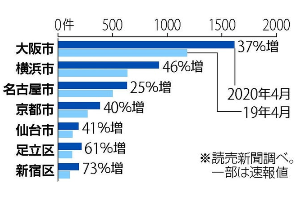 0件 500 1000 1500 2000
大阪市 37%増
横浜市 46%増
名古屋市 25%増
京都市 40%増
仙台市 41%増
足立区 61%増
新宿区 73%増
2020年4月
19年4月
※読売新聞調べ。
一部は速報値